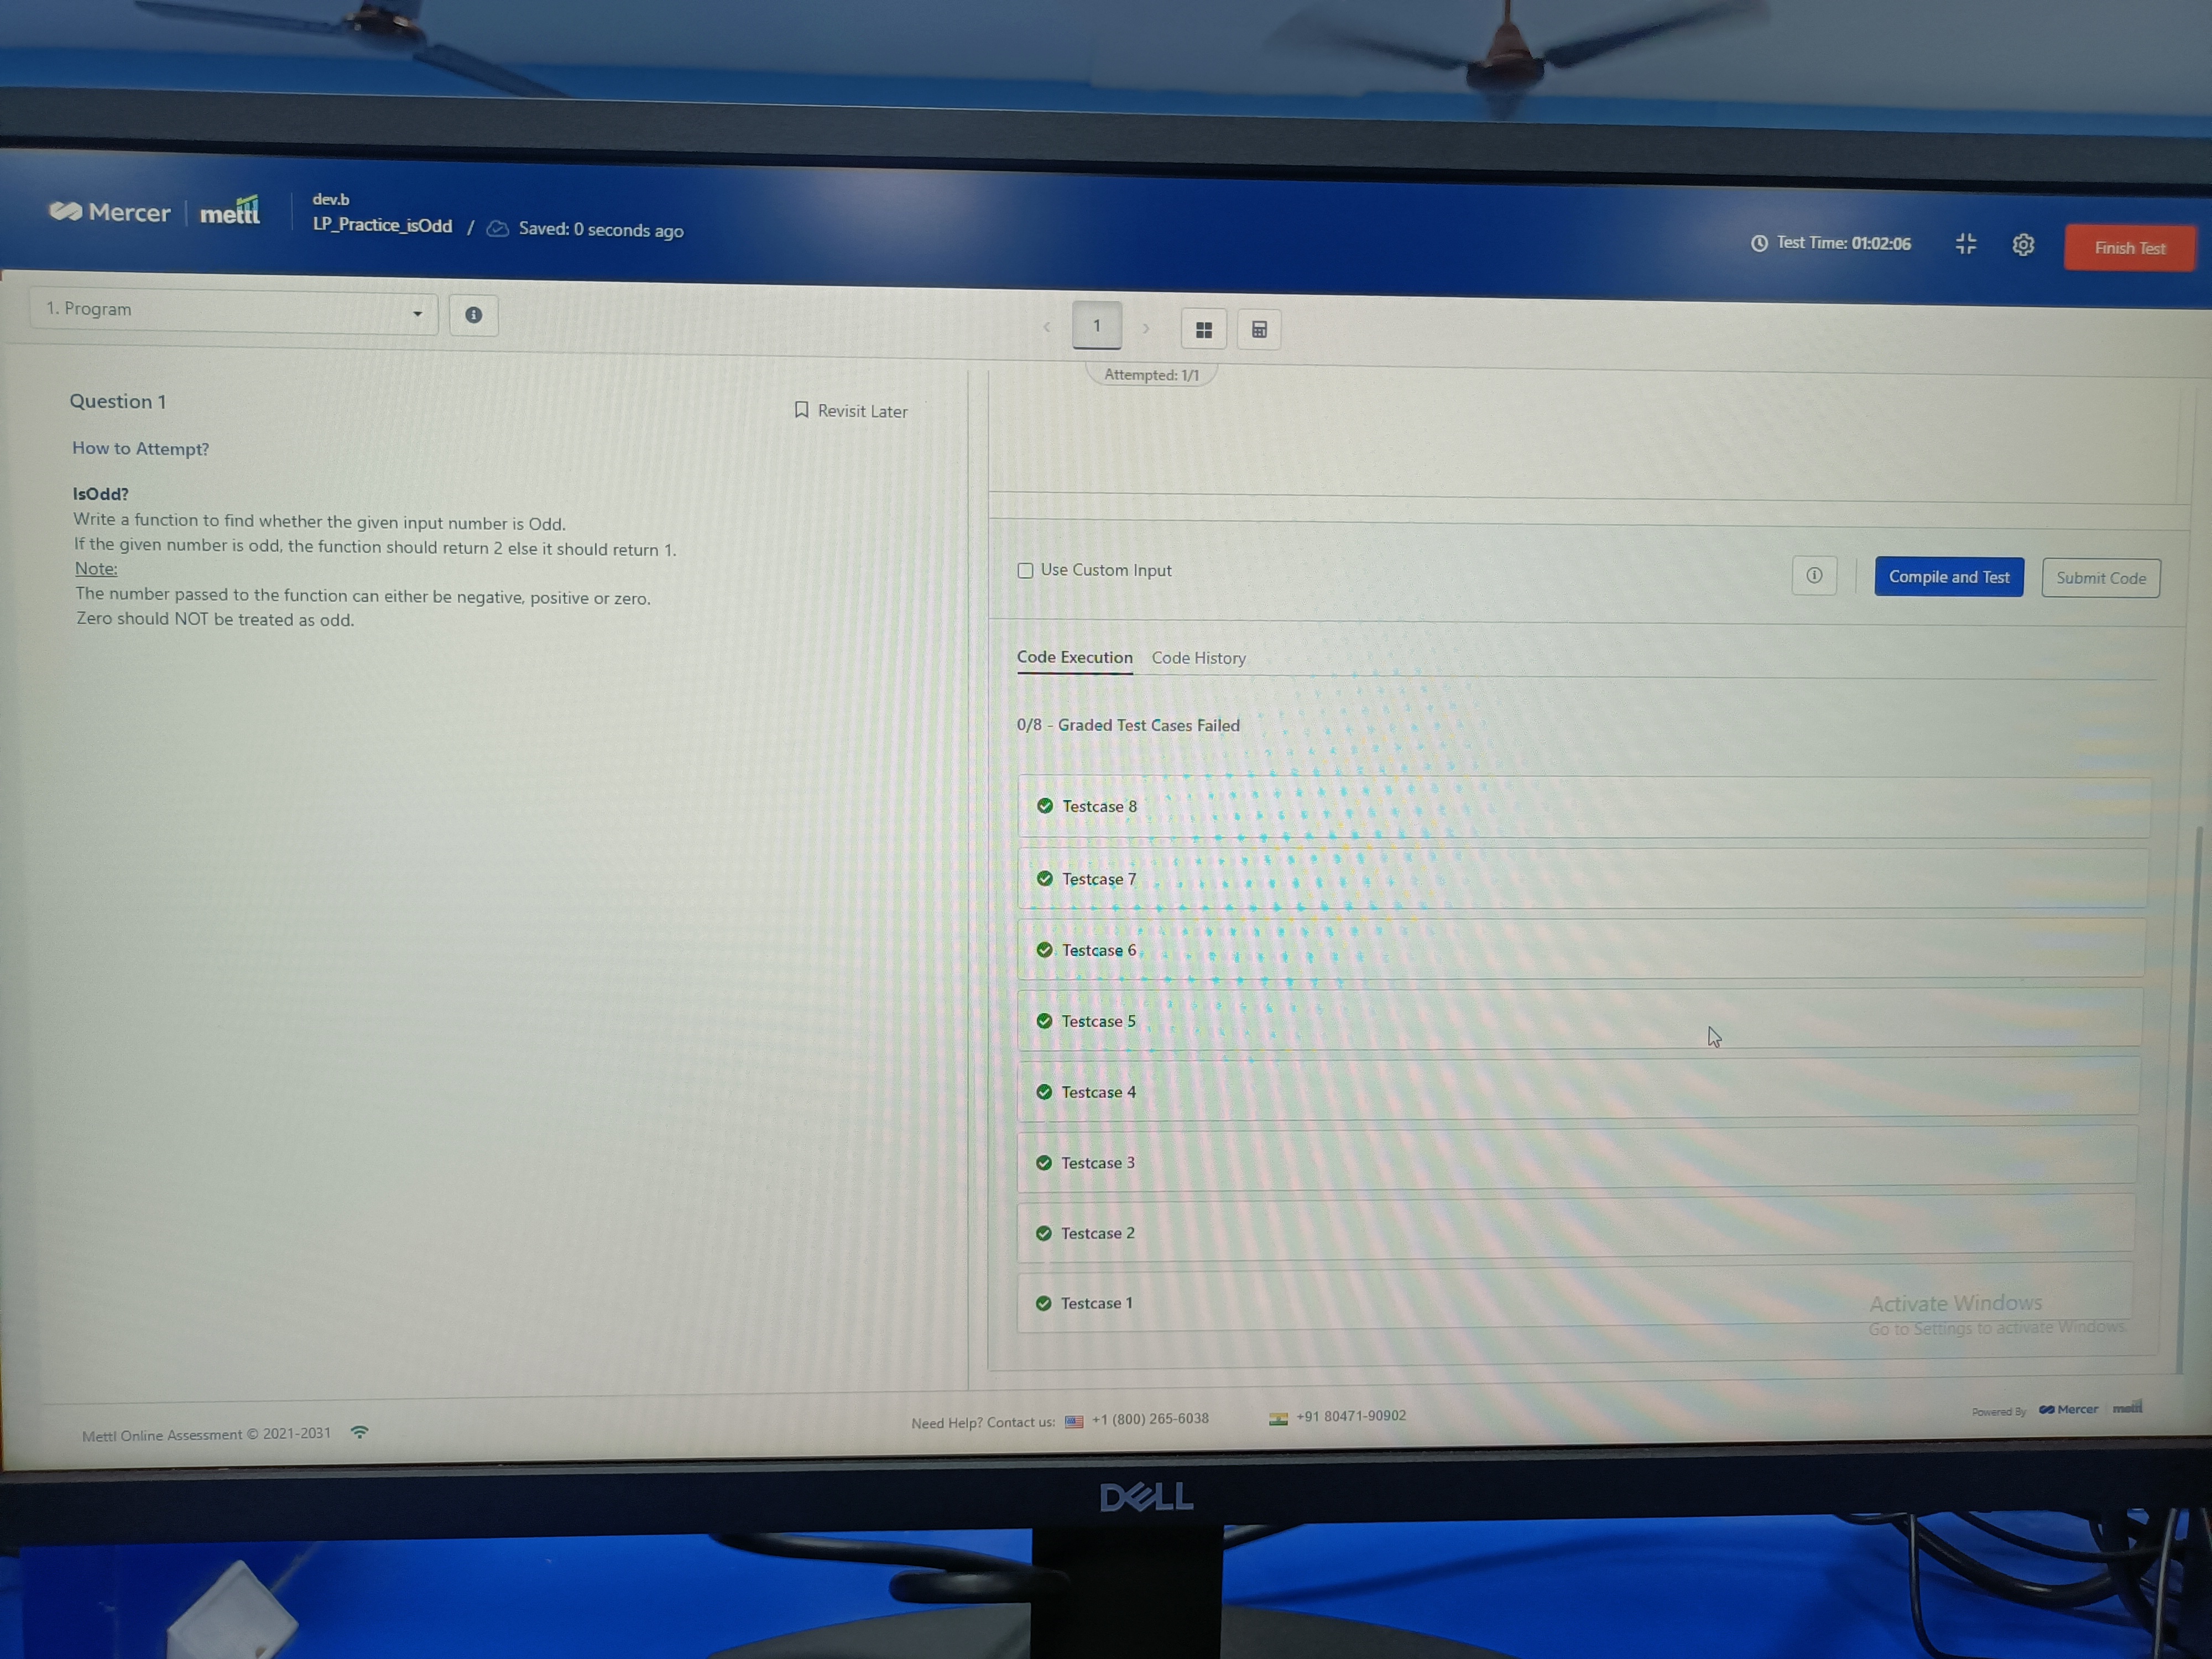 Mercer | mettl
dev.b
LP_Practice_isOdd / Saved: 0 seconds ago
Test Time: 01:02:06
Finish Test
1. Program
1
Attempted: 1/1
Question 1
Revisit Later
How to Attempt?
IsOdd?
Write a function to find whether the given input number is Odd.
If the given number is odd, the function should return 2 else it should return 1.
Note:
The number passed to the function can either be negative, positive or zero.
Zero should NOT be treated as odd.
Use Custom Input
Compile and Test
Submit Code
Code Execution
Code History
0/8 - Graded Test Cases Failed
Testcase 8
Testcase 7
Testcase 6
Testcase 5
Testcase 4
Testcase 3
Testcase 2
Testcase 1
Activate Windows
Go to Settings to activate Windows.
Mettl Online Assessment © 2021-2031
Need Help? Contact us: +1 (800) 265-6038
+91 80471-90902
Powered By Mercer | mettl
DELL